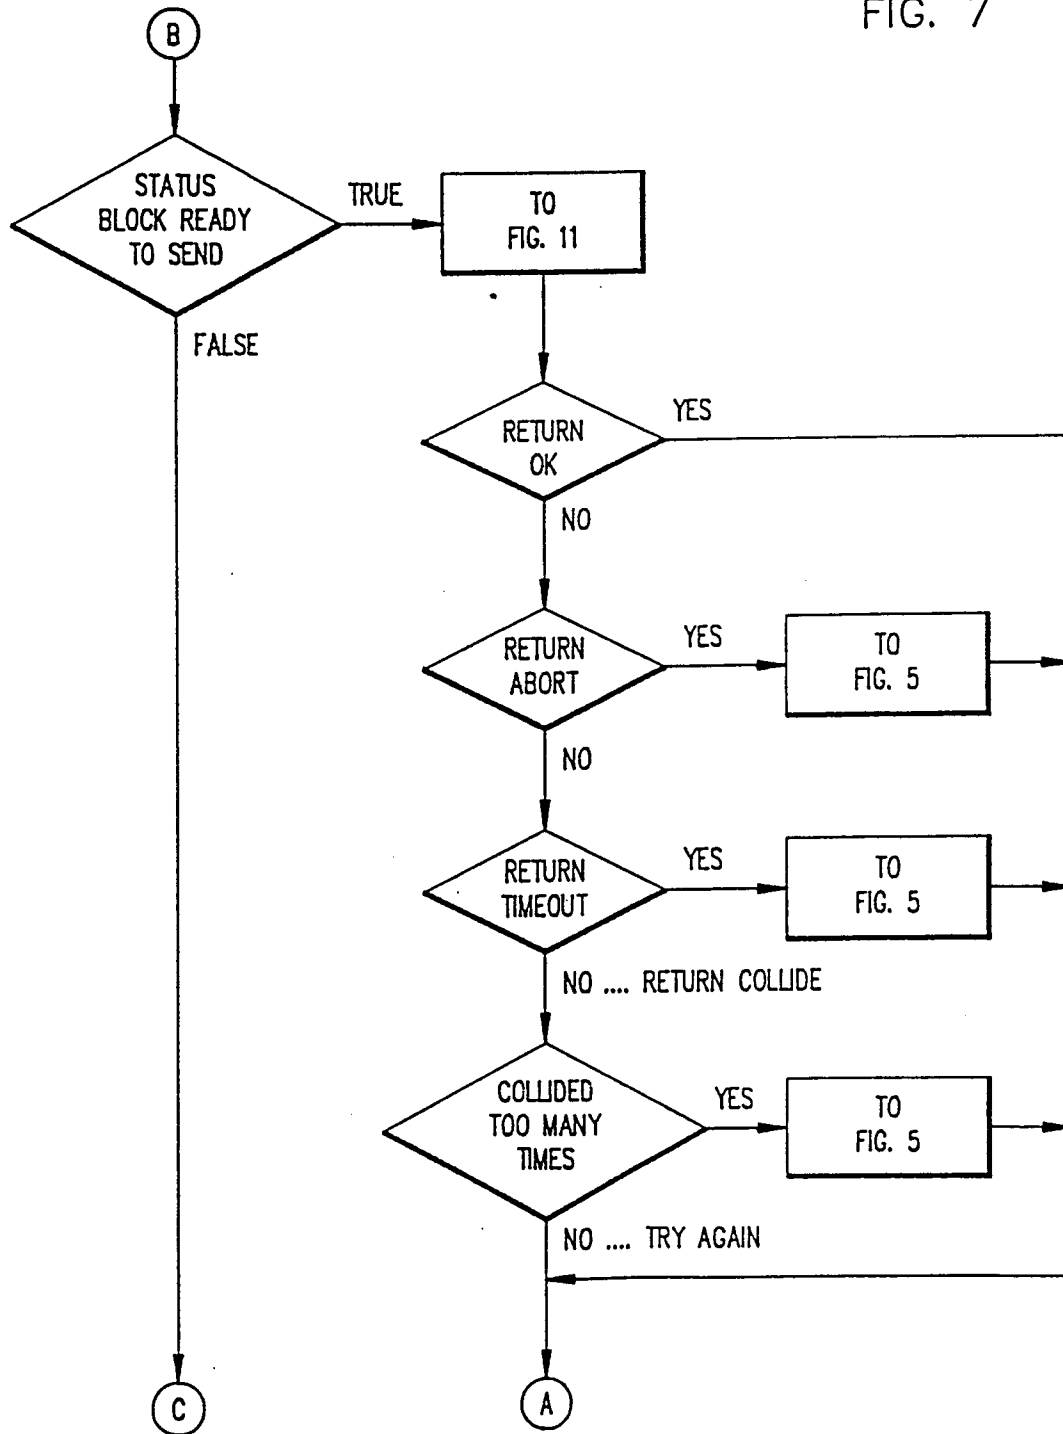 FIG. 7
B
STATUS
BLOCK READY
TO SEND
TRUE
TO
FIG. 11
FALSE
RETURN
OK
YES
NO
RETURN
ABORT
YES
TO
FIG. 5
NO
RETURN
TIMEOUT
YES
TO
FIG. 5
NO .... RETURN COLLIDE
COLLIDED
TOO MANY
TIMES
YES
TO
FIG. 5
NO .... TRY AGAIN
C
A